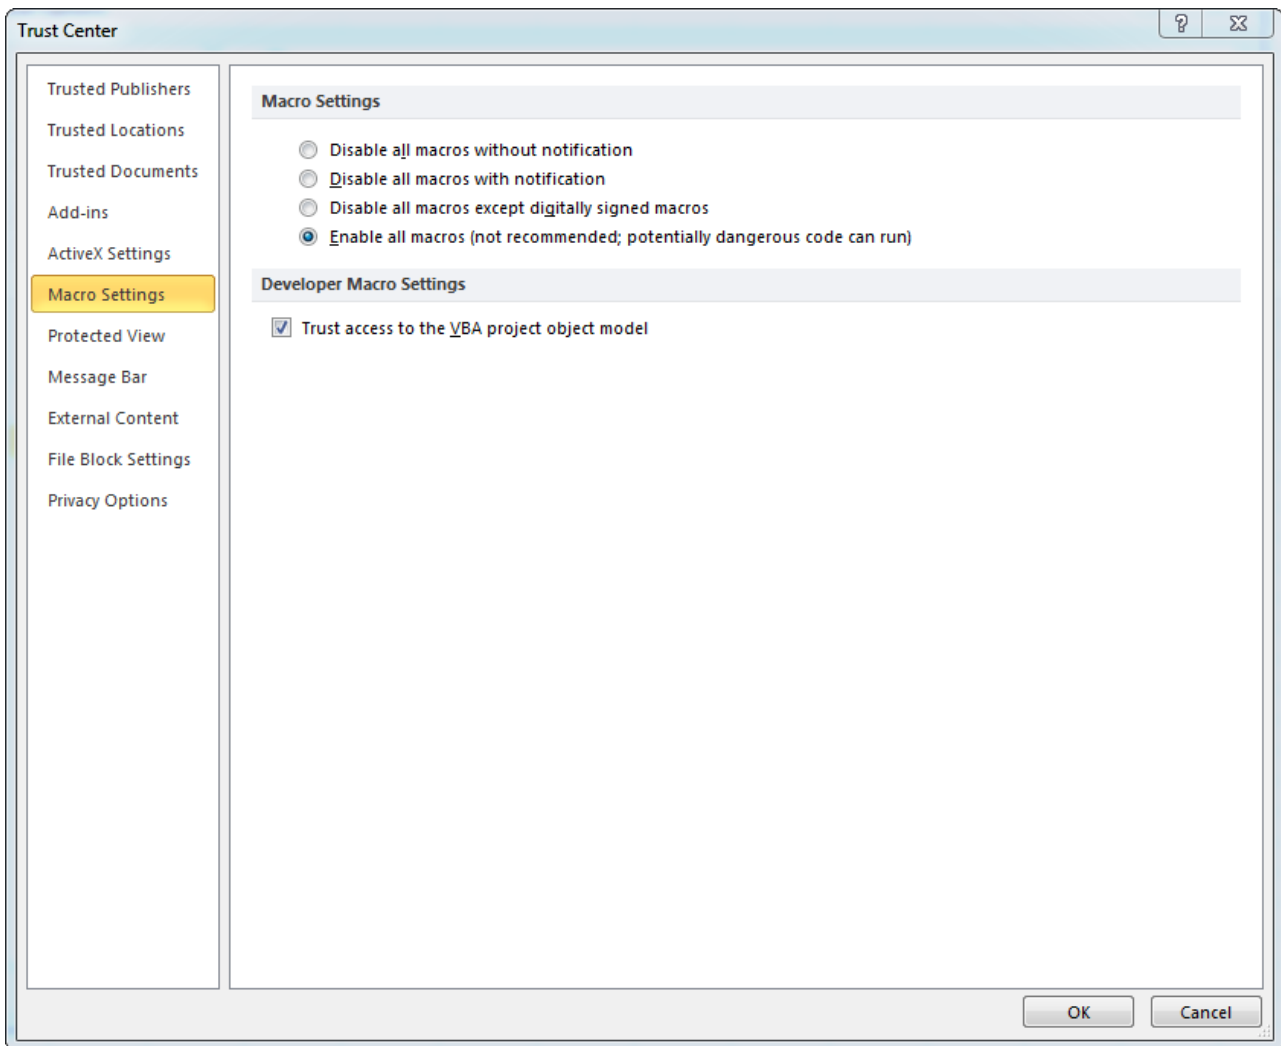 Trust Center
Trusted Publishers
Trusted Locations
Trusted Documents
Add-ins
ActiveX Settings
Macro Settings
Protected View
Message Bar
External Content
File Block Settings
Privacy Options
Macro Settings
Disable all macros without notification
Disable all macros with notification
Disable all macros except digitally signed macros
Enable all macros (not recommended; potentially dangerous code can run)
Developer Macro Settings
Trust access to the VBA project object model
OK
Cancel